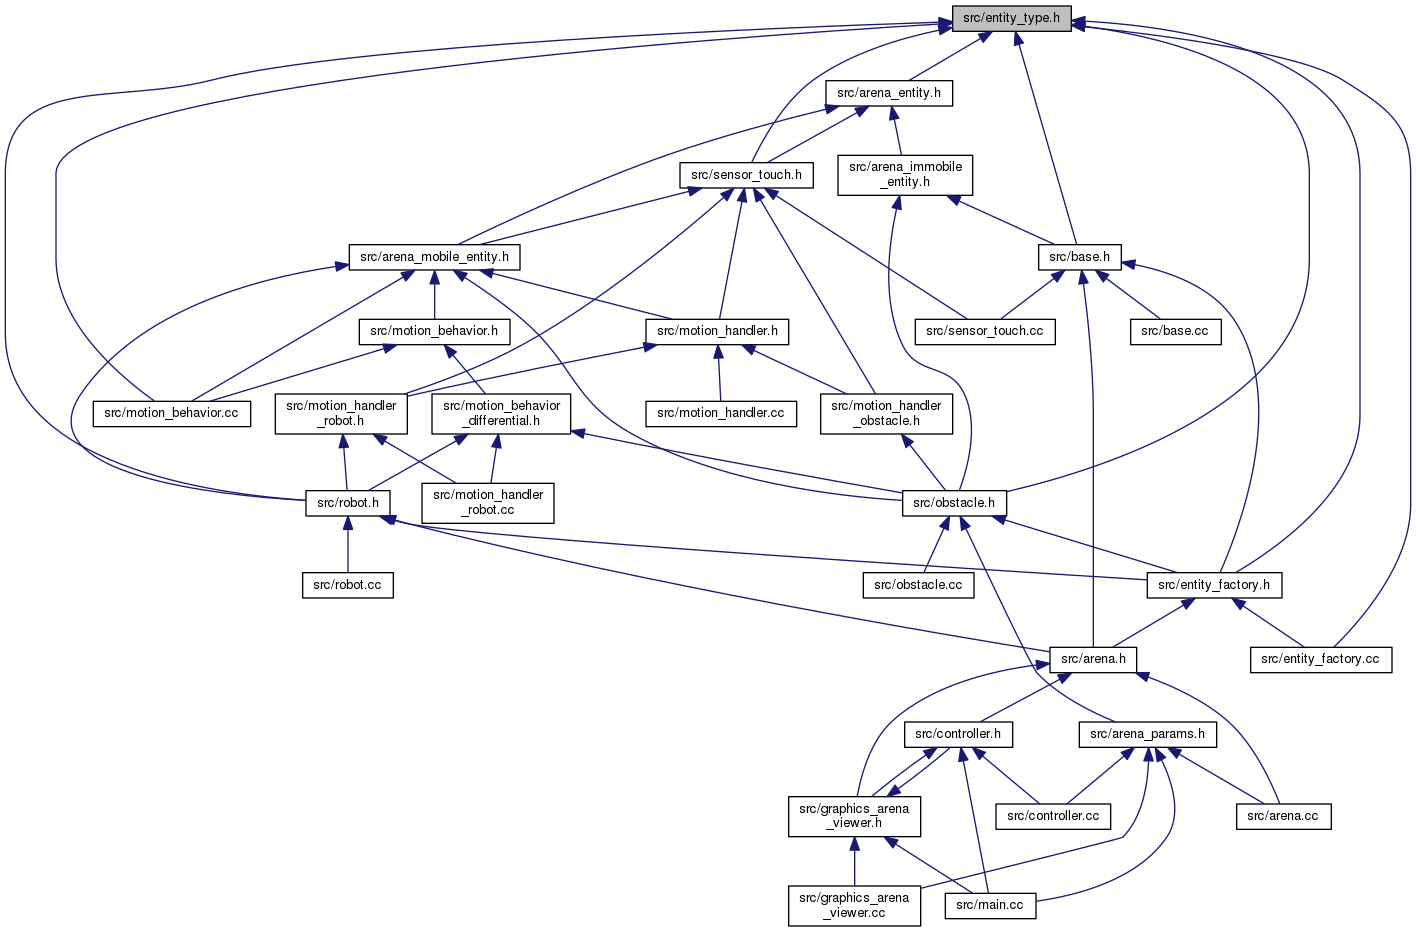 src/entity_type.h
src/arena_entity.h
src/sensor_touch.h
src/arena_immobile
_entity.h
src/arena_mobile_entity.h
src/base.h
src/motion_behavior.h
src/motion_handler.h
src/sensor_touch.cc
src/base.cc
src/motion_behavior.cc
src/motion_handler
_robot.h
src/motion_behavior
_differential.h
src/motion_handler.cc
src/motion_handler
_obstacle.h
src/robot.h
src/motion_handler
_robot.cc
src/obstacle.h
src/robot.cc
src/obstacle.cc
src/entity_factory.h
src/arena.h
src/entity_factory.cc
src/controller.h
src/arena_params.h
src/graphics_arena
_viewer.h
src/controller.cc
src/arena.cc
src/graphics_arena
_viewer.cc
src/main.cc